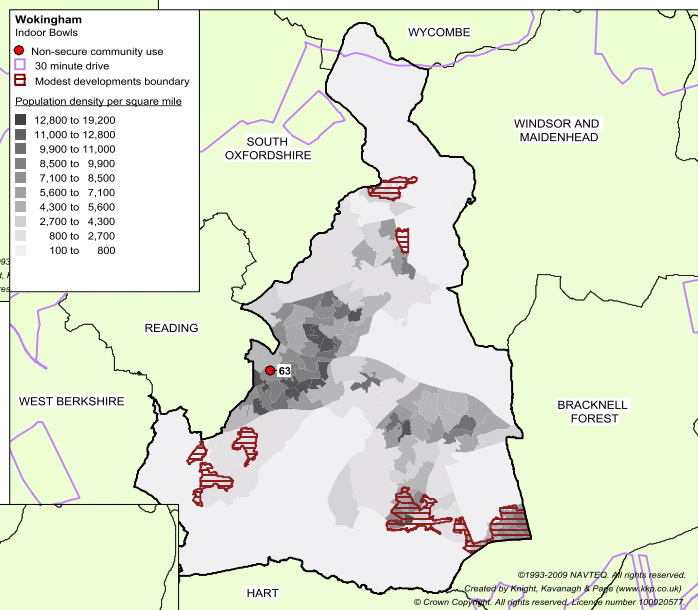 Wokingham
Indoor Bowls
Non-secure community use
30 minute drive
Modest developments boundary
Population density per square mile
12,800 to 19,200
11,000 to 12,800
9,900 to 11,000
8,500 to 9,900
7,100 to 8,500
5,600 to 7,100
4,300 to 5,600
2,700 to 4,300
800 to 2,700
100 to 800
WYCOMBE
WINDSOR AND
MAIDENHEAD
SOUTH
OXFORDSHIRE
READING
63
WEST BERKSHIRE
BRACKNELL
FOREST
HART
©1993-2009 NAVTEQ. All rights reserved.
Created by Knight, Kavanagh & Page (www.kkp.co.uk)
© Crown Copyright. All rights reserved. License number 100020577.